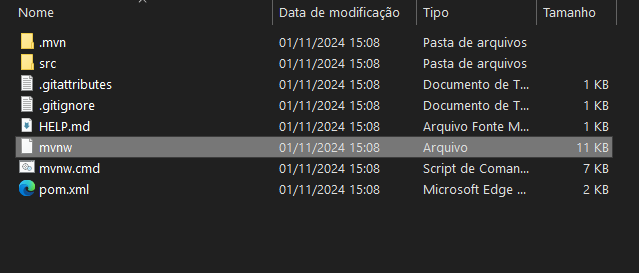 Nome Data de modificação Tipo Tamanho
.mvn 01/11/2024 15:08 Pasta de arquivos
src 01/11/2024 15:08 Pasta de arquivos
.gitattributes 01/11/2024 15:08 Documento de T... 1 KB
.gitignore 01/11/2024 15:08 Documento de T... 1 KB
HELP.md 01/11/2024 15:08 Arquivo Fonte M... 1 KB
mvnw 01/11/2024 15:08 Arquivo 11 KB
mvnw.cmd 01/11/2024 15:08 Script de Coman... 7 KB
pom.xml 01/11/2024 15:08 Microsoft Edge ... 2 KB